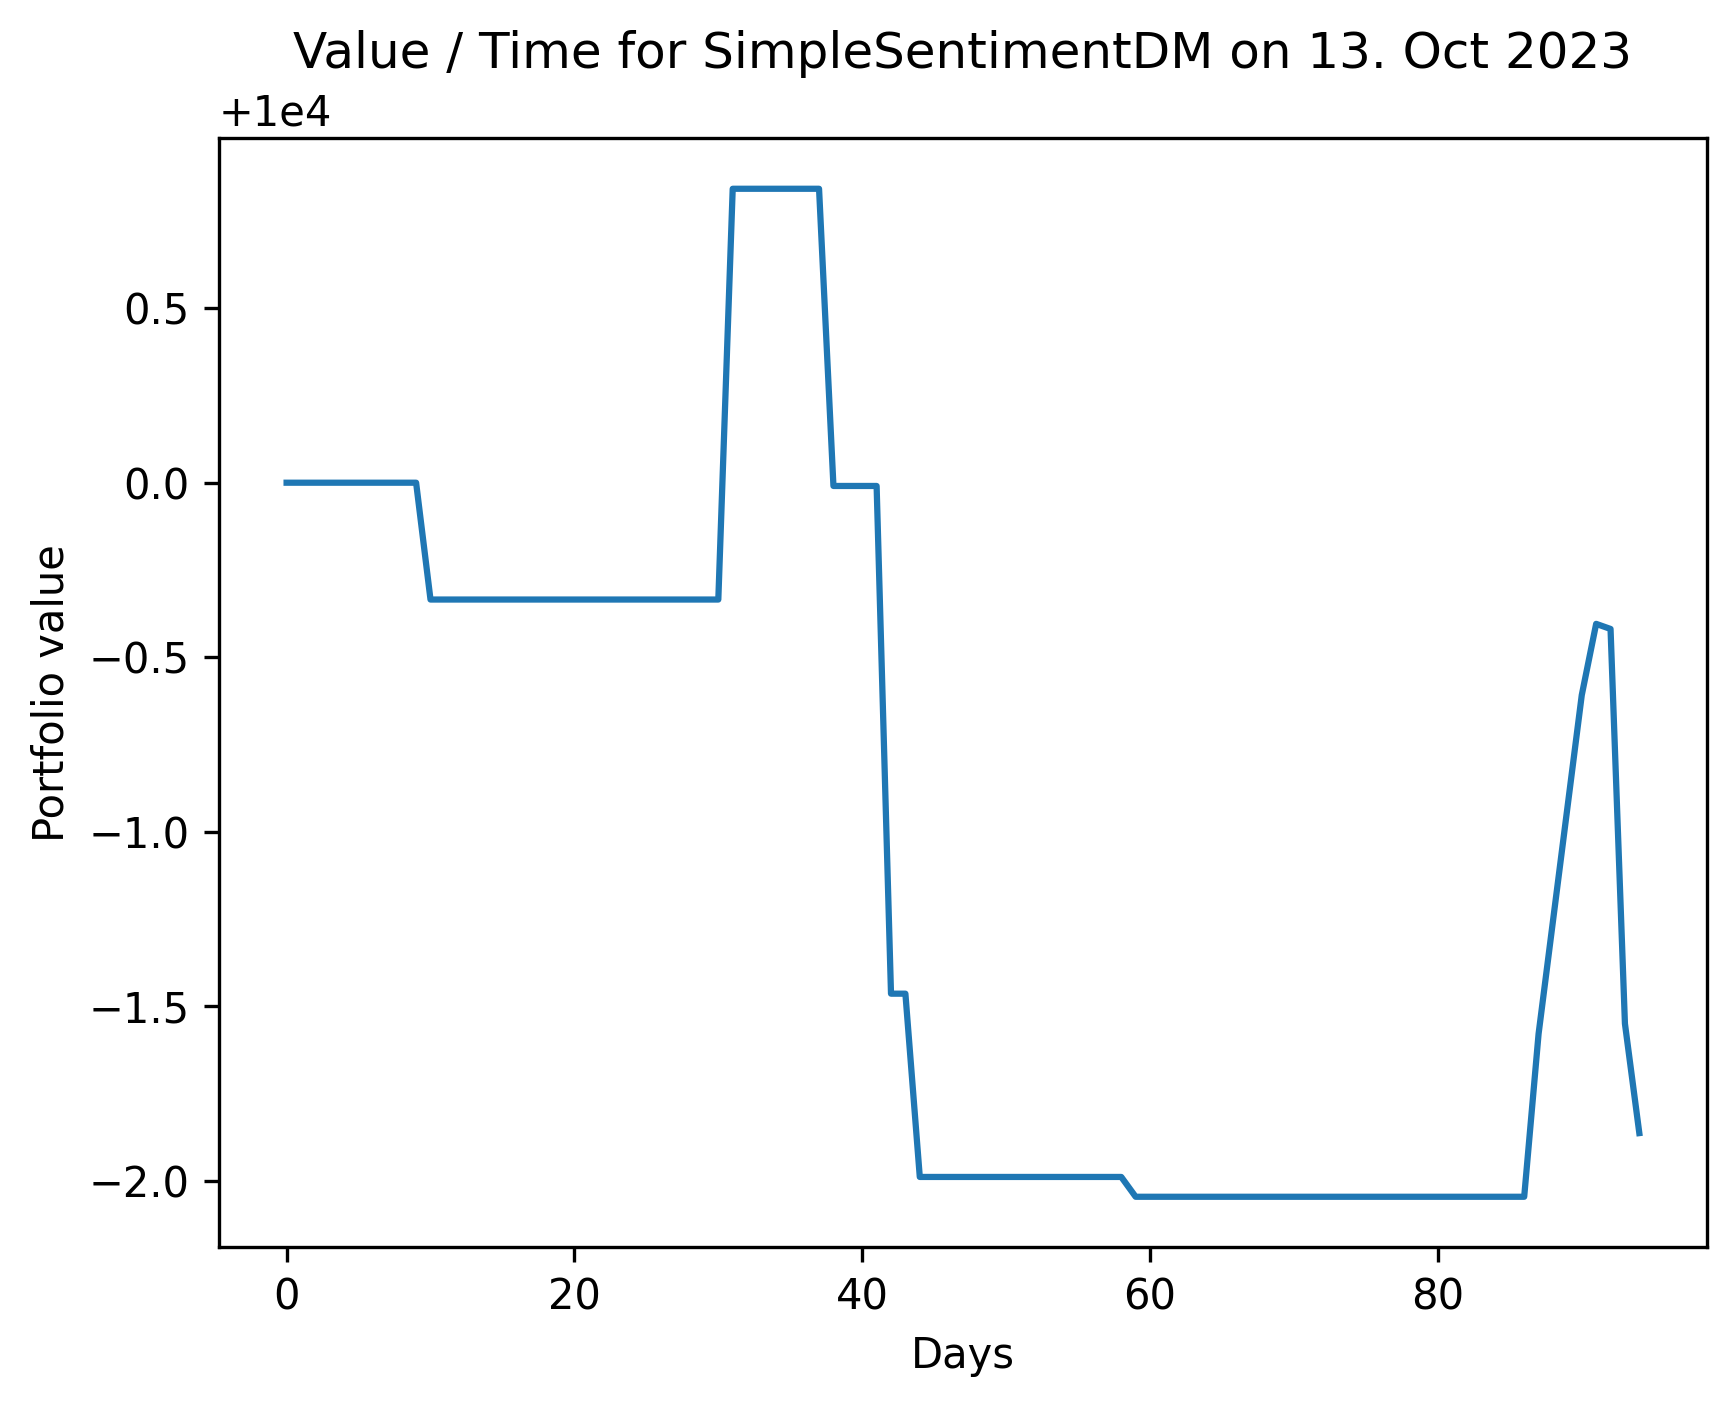 Value / Time for SimpleSentimentDM on 13. Oct 2023
+1e4
0.5
0.0
−0.5
−1.0
−1.5
−2.0
Portfolio value
0 20 40 60 80
Days